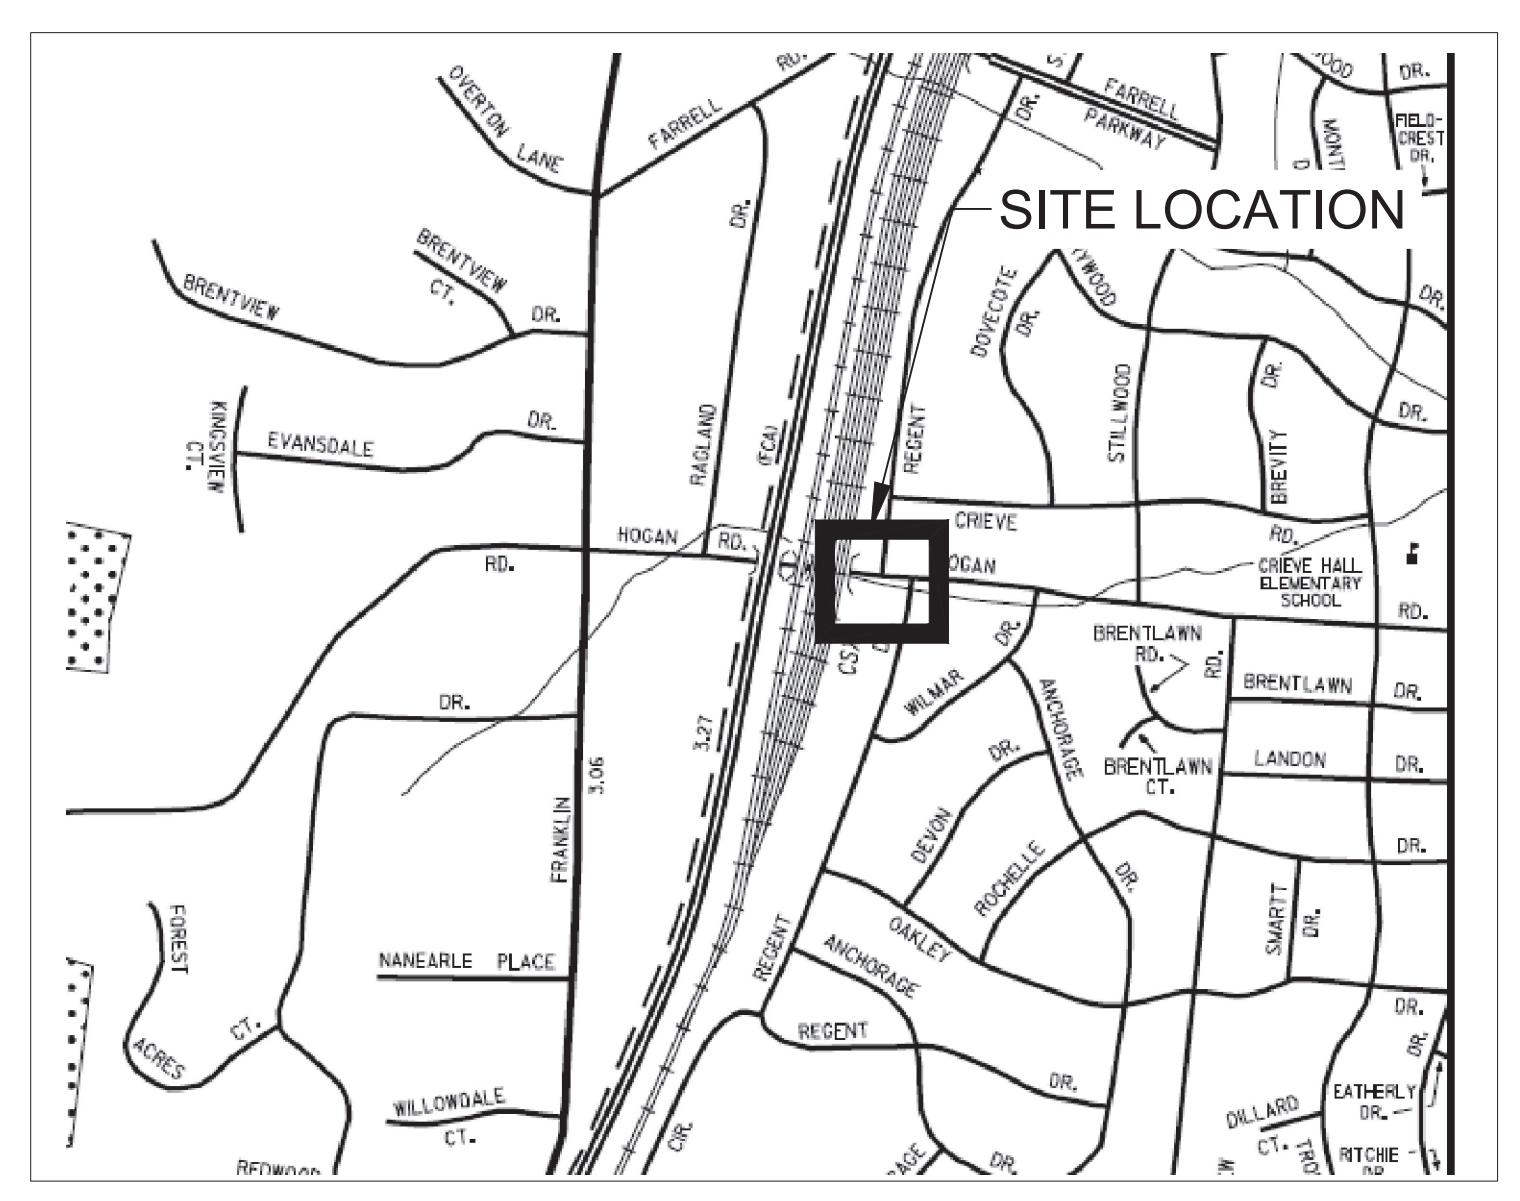 OVERTON
LANE
FARRELL
RD.
DR.
FARRELL
PARKWAY
DR.
FIELD-
CREST
DR.
DR.
SITE LOCATION
BRENTVIEW
CT.
BRENTVIEW
DR.
DR.
DOVECOTE
DR.
DR.
STILLWOOD
DR.
BREVITY
DR.
KINGSVIEW
CT.
EVANSDALE
DR.
RAGLAND
(FCA)
REGENT
HOGAN
RD.
RD.
CRIEVE
RD.
OGAN
CRIEVE HALL
ELEMENTARY
SCHOOL
RD.
BRENTLAWN
RD.
RD.
BRENTLAWN
DR.
DR.
WILMAR
ANCHORAGE
DR.
3.27
3.06
DR.
BRENTLAWN
CT.
LANDON
DR.
FRANKLIN
DEVON
ROCHELLE
DR.
DR.
FOREST
ACRES
CT.
NANEARLE PLACE
REGENT
OAKLEY
ANCHORAGE
SMARTT
DR.
DR.
REGENT
DR.
DR.
EATHERLY
DR.
WILLOWDALE
CT.
CIR.
DR.
DILLARD
CT.
RITCHIE
DR.
REDWOOD